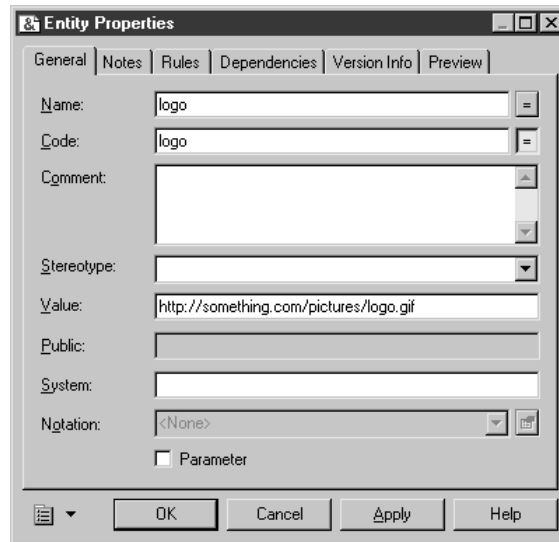 Entity Properties
General Notes Rules Dependencies Version Info Preview
Name: logo =
Code: logo =
Comment:
Stereotype:
Value: http://something.com/pictures/logo.gif
Public:
System:
Notation: <None>
Parameter
OK Cancel Apply Help